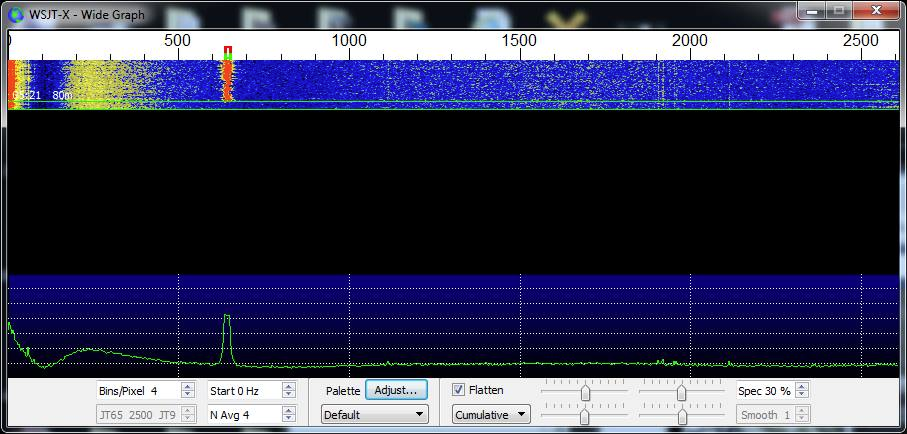 WSJT-X - Wide Graph
0 500 1000 1500 2000 2500
05:21 80m
Bins/Pixel 4 Start 0 Hz Palette Adjust... Flatten Spec 30 %
JT65 2500 JT9 N Avg 4 Default Cumulative Smooth 1